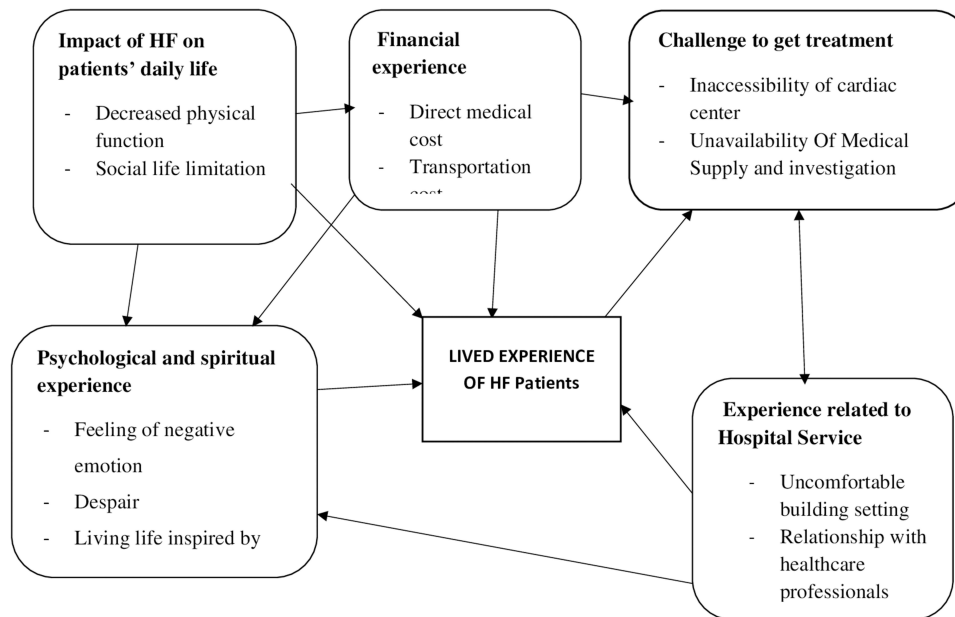 Impact of HF on
patients’ daily life
- Decreased physical
function
- Social life limitation
Financial
experience
- Direct medical
cost
- Transportation
cost
Challenge to get treatment
- Inaccessibility of cardiac
center
- Unavailability Of Medical
Supply and investigation
Psychological and spiritual
experience
- Feeling of negative
emotion
- Despair
- Living life inspired by
LIVED EXPERIENCE
OF HF Patients
Experience related to
Hospital Service
- Uncomfortable
building setting
- Relationship with
healthcare
professionals